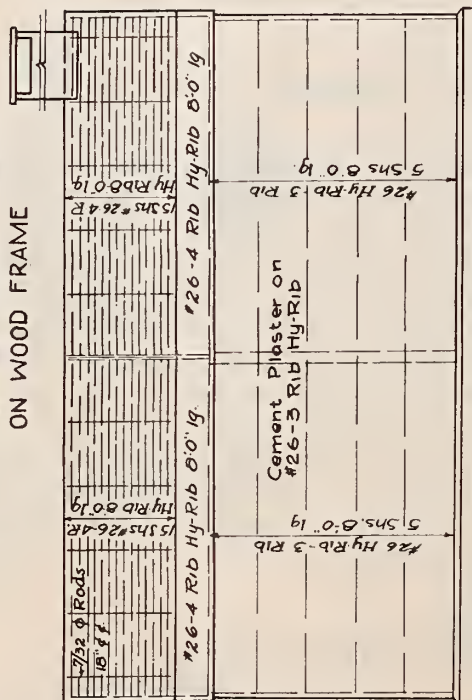 ON WOOD FRAME
7/32 ϕ Rods
18" ¢ ¢
15 Shs #26-4R.
Hy-Rib 8'0" lg
15 Shs #26-4R
Hy-Rib 8'0" lg
#26-4 Rib Hy-Rib 8'0" lg.
#26-4 Rib Hy-Rib 8'0" lg
Cement Plaster on
#26-3 Rib Hy-Rib
#26 Hy-Rib-3 Rib
5 Shs. 8'0" lg
#26 Hy-Rib-3 Rib
5 Shs 8'0" lg.